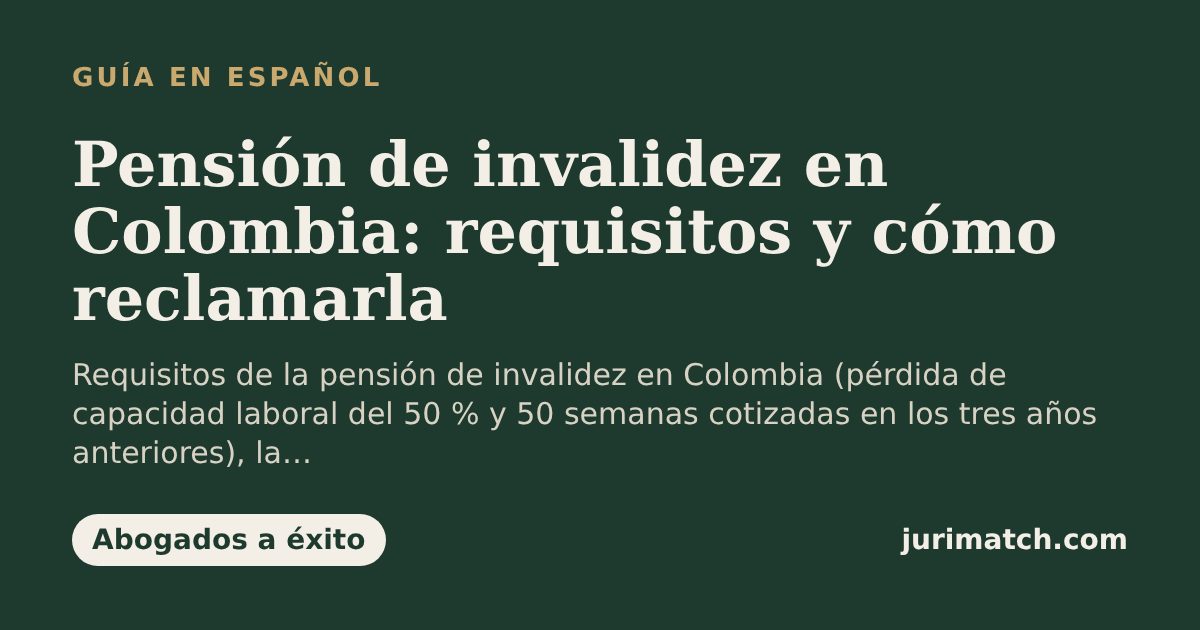 GUÍA EN ESPAÑOL
Pensión de invalidez en
Colombia: requisitos y cómo
reclamarla
Requisitos de la pensión de invalidez en Colombia (pérdida de
capacidad laboral del 50 % y 50 semanas cotizadas en los tres años
anteriores), la...
Abogados a éxito
jurimatch.com